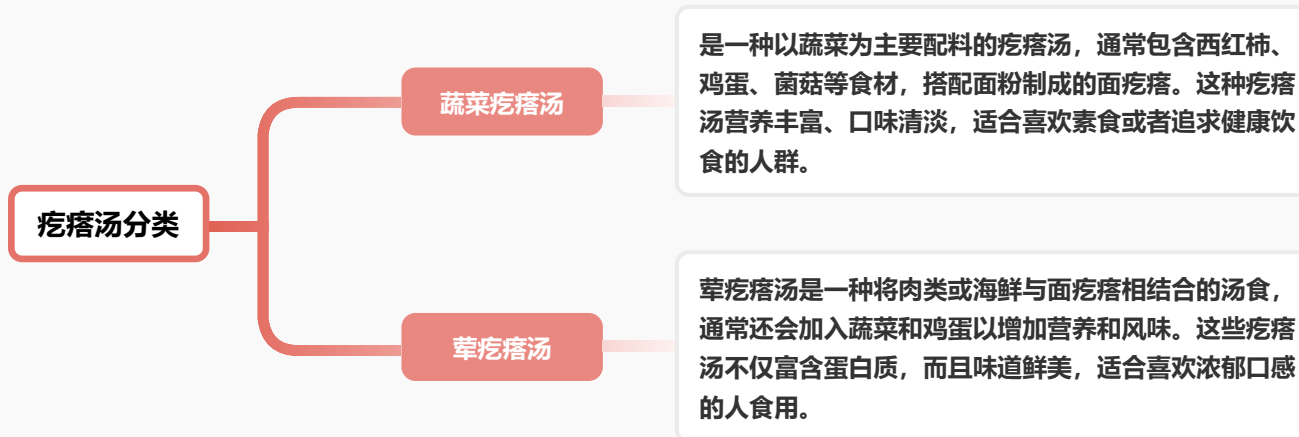 疙瘩汤分类
蔬菜疙瘩汤
是一种以蔬菜为主要配料的疙瘩汤，通常包含西红柿、
鸡蛋、菌菇等食材，搭配面粉制成的面疙瘩。这种疙瘩
汤营养丰富、口味清淡，适合喜欢素食或者追求健康饮
食的人群。
荤疙瘩汤
荤疙瘩汤是一种将肉类或海鲜与面疙瘩相结合的汤食，
通常还会加入蔬菜和鸡蛋以增加营养和风味。这些疙瘩
汤不仅富含蛋白质，而且味道鲜美，适合喜欢浓郁口感
的人食用。